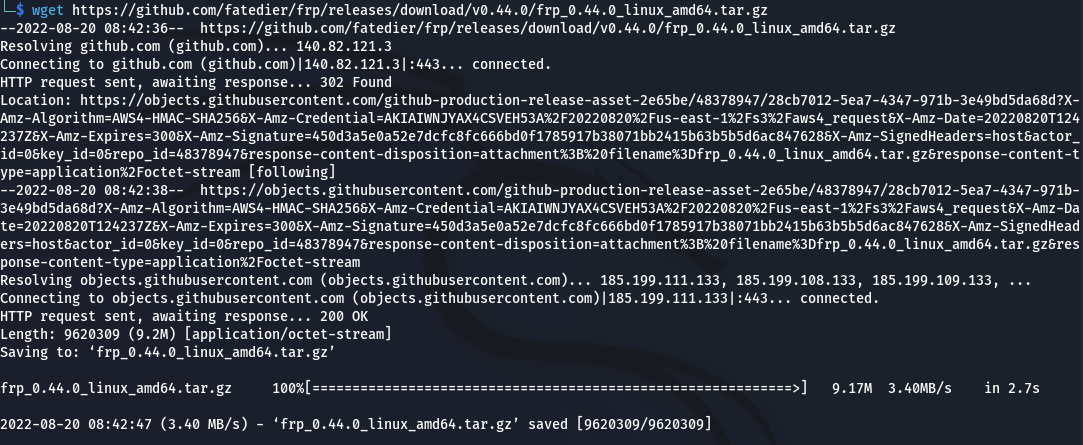 └─$ wget https://github.com/fatedier/frp/releases/download/v0.44.0/frp_0.44.0_linux_amd64.tar.gz
--2022-08-20 08:42:36--  https://github.com/fatedier/frp/releases/download/v0.44.0/frp_0.44.0_linux_amd64.tar.gz
Resolving github.com (github.com)... 140.82.121.3
Connecting to github.com (github.com)|140.82.121.3|:443... connected.
HTTP request sent, awaiting response... 302 Found
Location: https://objects.githubusercontent.com/github-production-release-asset-2e65be/48378947/28cb7012-5ea7-4347-971b-3e49bd5da68d?X-
Amz-Algorithm=AWS4-HMAC-SHA256&X-Amz-Credential=AKIAIWNJYAX4CSVEH53A%2F20220820%2Fus-east-1%2Fs3%2Faws4_request&X-Amz-Date=20220820T124
237Z&X-Amz-Expires=300&X-Amz-Signature=450d3a5e0a52e7dcfc8fc666bd0f1785917b38071bb2415b63b5b5d6ac847628&X-Amz-SignedHeaders=host&actor_
id=0&key_id=0&repo_id=48378947&response-content-disposition=attachment%3B%20filename%3Dfrp_0.44.0_linux_amd64.tar.gz&response-content-t
ype=application%2Foctet-stream [following]
--2022-08-20 08:42:38--  https://objects.githubusercontent.com/github-production-release-asset-2e65be/48378947/28cb7012-5ea7-4347-971b-
3e49bd5da68d?X-Amz-Algorithm=AWS4-HMAC-SHA256&X-Amz-Credential=AKIAIWNJYAX4CSVEH53A%2F20220820%2Fus-east-1%2Fs3%2Faws4_request&X-Amz-Da
te=20220820T124237Z&X-Amz-Expires=300&X-Amz-Signature=450d3a5e0a52e7dcfc8fc666bd0f1785917b38071bb2415b63b5b5d6ac847628&X-Amz-SignedHead
ers=host&actor_id=0&key_id=0&repo_id=48378947&response-content-disposition=attachment%3B%20filename%3Dfrp_0.44.0_linux_amd64.tar.gz&res
ponse-content-type=application%2Foctet-stream
Resolving objects.githubusercontent.com (objects.githubusercontent.com)... 185.199.111.133, 185.199.108.133, 185.199.109.133, ...
Connecting to objects.githubusercontent.com (objects.githubusercontent.com)|185.199.111.133|:443... connected.
HTTP request sent, awaiting response... 200 OK
Length: 9620309 (9.2M) [application/octet-stream]
Saving to: ‘frp_0.44.0_linux_amd64.tar.gz’
frp_0.44.0_linux_amd64.tar.gz     100%[===========================================================>]   9.17M  3.40MB/s    in 2.7s
2022-08-20 08:42:47 (3.40 MB/s) - ‘frp_0.44.0_linux_amd64.tar.gz’ saved [9620309/9620309]